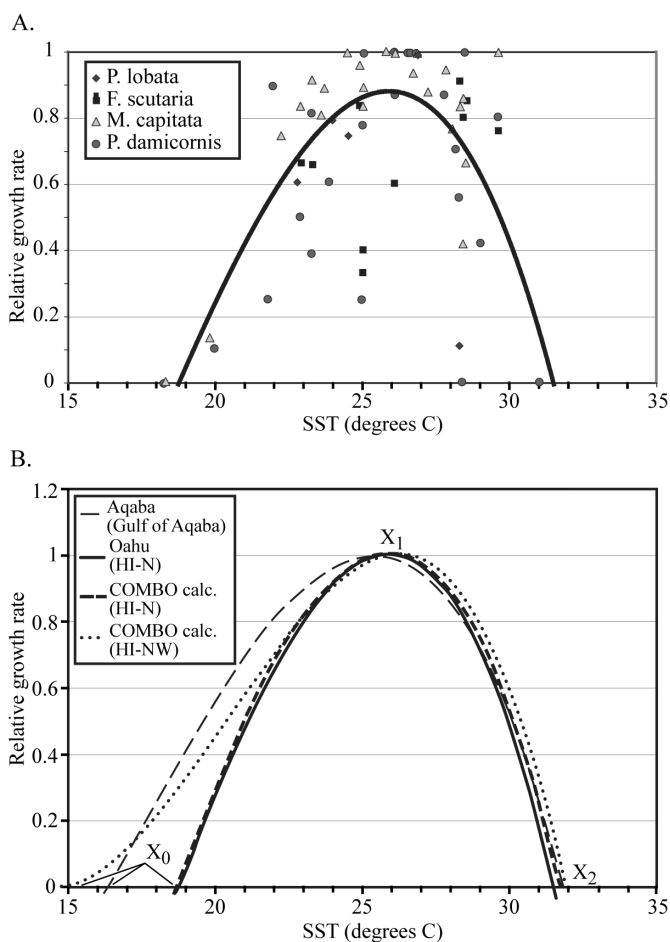 A.
1
0.8
0.6
0.4
0.2
0
Relative growth rate
P. lobata
F. scutaria
M. capitata
P. damicornis
15 20 25 30 35
SST (degrees C)
B.
1.2
1
0.8
0.6
0.4
0.2
0
Relative growth rate
Aqaba
(Gulf of Aqaba)
Oahu
(HI-N)
COMBO calc.
(HI-N)
COMBO calc.
(HI-NW)
X1
X0
X2
15 20 25 30 35
SST (degrees C)